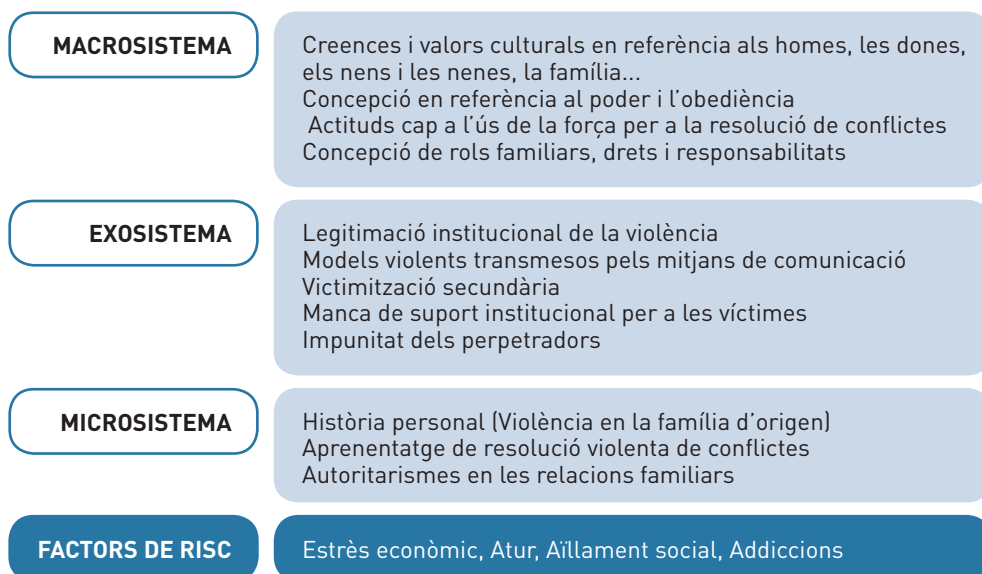 MACROSISTEMA
Creences i valors culturals en referència als homes, les dones,
els nens i les nenes, la família...
Concepció en referència al poder i l'obediència
Actituds cap a l'ús de la força per a la resolució de conflictes
Concepció de rols familiars, drets i responsabilitats
EXOSISTEMA
Legitimació institucional de la violència
Models violents transmesos pels mitjans de comunicació
Victimització secundària
Manca de suport institucional per a les víctimes
Impunitat dels perpetradors
MICROSISTEMA
Història personal (Violència en la família d'origen)
Aprenentatge de resolució violenta de conflictes
Autoritarismes en les relacions familiars
FACTORS DE RISC
Estrès econòmic, Atur, Aïllament social, Addiccions